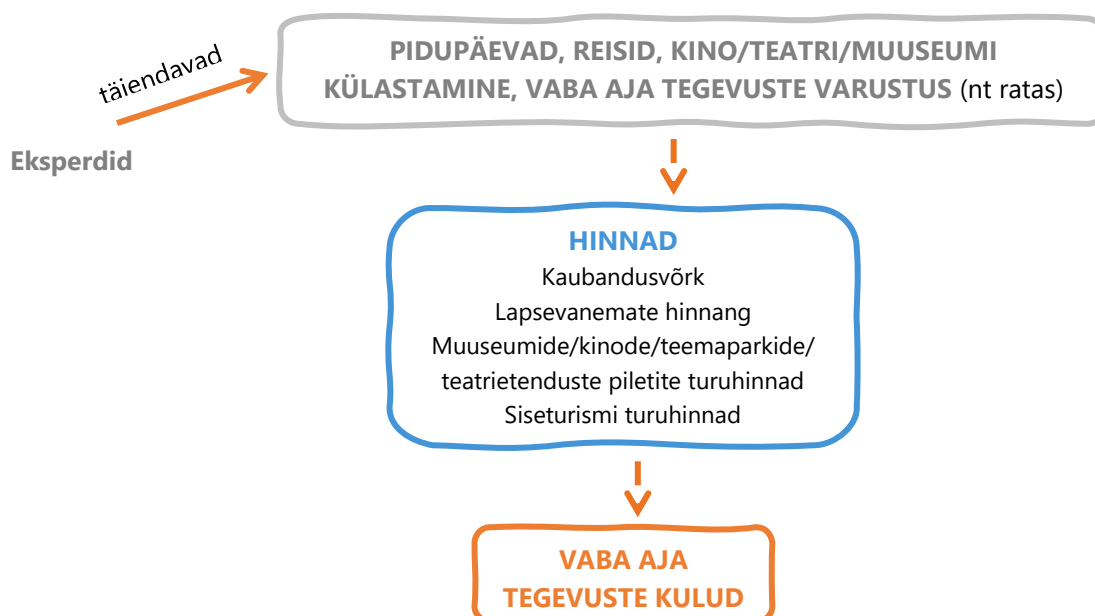 täiendavad
PIDUPÄEVAD, REISID, KINO/TEATRI/MUUSEUMI
KÜLASTAMINE, VABA AJA TEGEVUSTE VARUSTUS (nt ratas)
Eksperdid
HINNAD
Kaubandusvõrk
Lapsevanemate hinnang
Muuseumide/kinode/teemaparkide/
teatrietenduste piletite turuhinnad
Siseturismi turuhinnad
VABA AJA
TEGEVUSTE KULUD